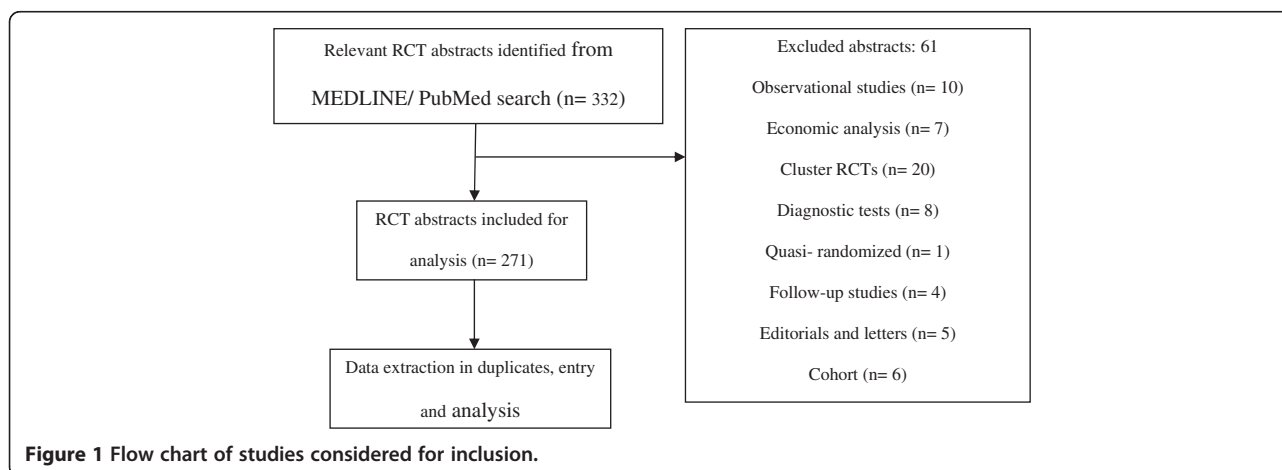 Relevant RCT abstracts identified from
MEDLINE/ PubMed search (n= 332)
Excluded abstracts: 61
Observational studies (n= 10)
Economic analysis (n= 7)
Cluster RCTs (n= 20)
Diagnostic tests (n= 8)
Quasi- randomized (n= 1)
Follow-up studies (n= 4)
Editorials and letters (n= 5)
Cohort (n= 6)
RCT abstracts included for
analysis (n= 271)
Data extraction in duplicates, entry
and analysis
Figure 1 Flow chart of studies considered for inclusion.